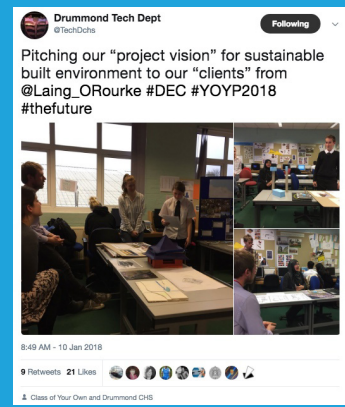 Drummond Tech Dept
@TechDchs
Following
Pitching our “project vision” for sustainable
built environment to our “clients” from
@Laing_ORourke #DEC #YOYP2018
#thefuture
8:49 AM - 10 Jan 2018
9 Retweets 21 Likes
Class of Your Own and Drummond CHS